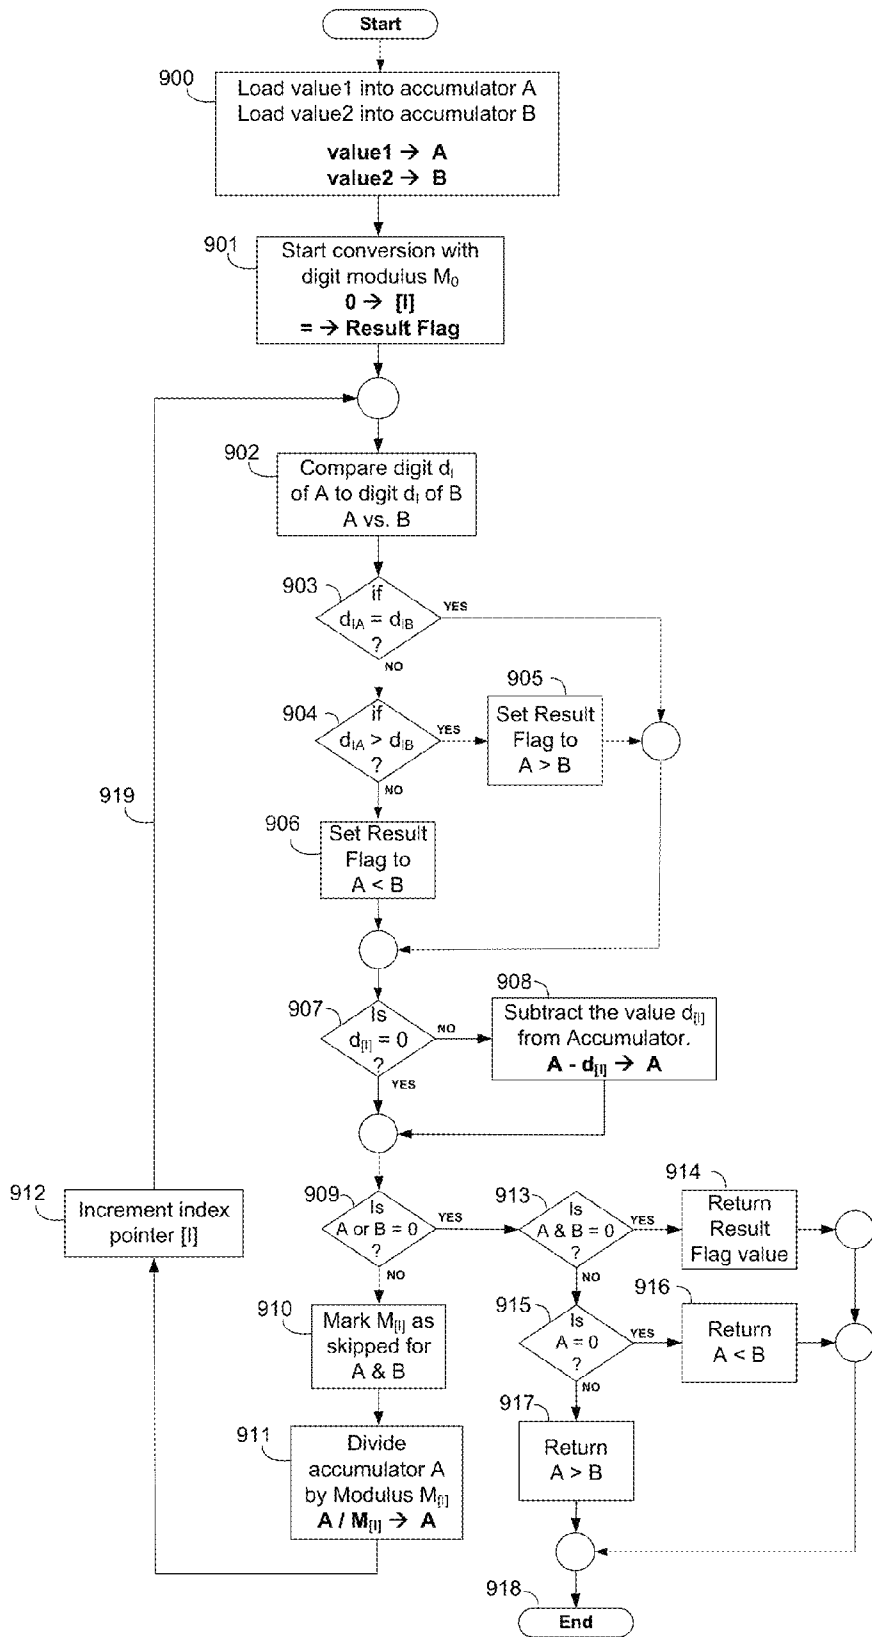 Start
900
Load value1 into accumulator A
Load value2 into accumulator B
value1 → A
value2 → B
901
Start conversion with
digit modulus M0
0 → [I]
= → Result Flag
902
Compare digit dI
of A to digit dI of B
A vs. B
903
if
dIA = dIB
?
YES
NO
904
if
dIA > dIB
?
YES
NO
905
Set Result
Flag to
A > B
919
906
Set Result
Flag to
A < B
907
Is
d[I] = 0
?
NO
YES
908
Subtract the value d[I]
from Accumulator.
A - d[I] → A
912
Increment index
pointer [I]
909
Is
A or B = 0
?
YES
NO
913
Is
A & B = 0
?
YES
NO
914
Return
Result
Flag value
910
Mark M[I] as
skipped for
A & B
915
Is
A = 0
?
YES
NO
916
Return
A < B
911
Divide
accumulator A
by Modulus M[I]
A / M[I] → A
917
Return
A > B
918
End